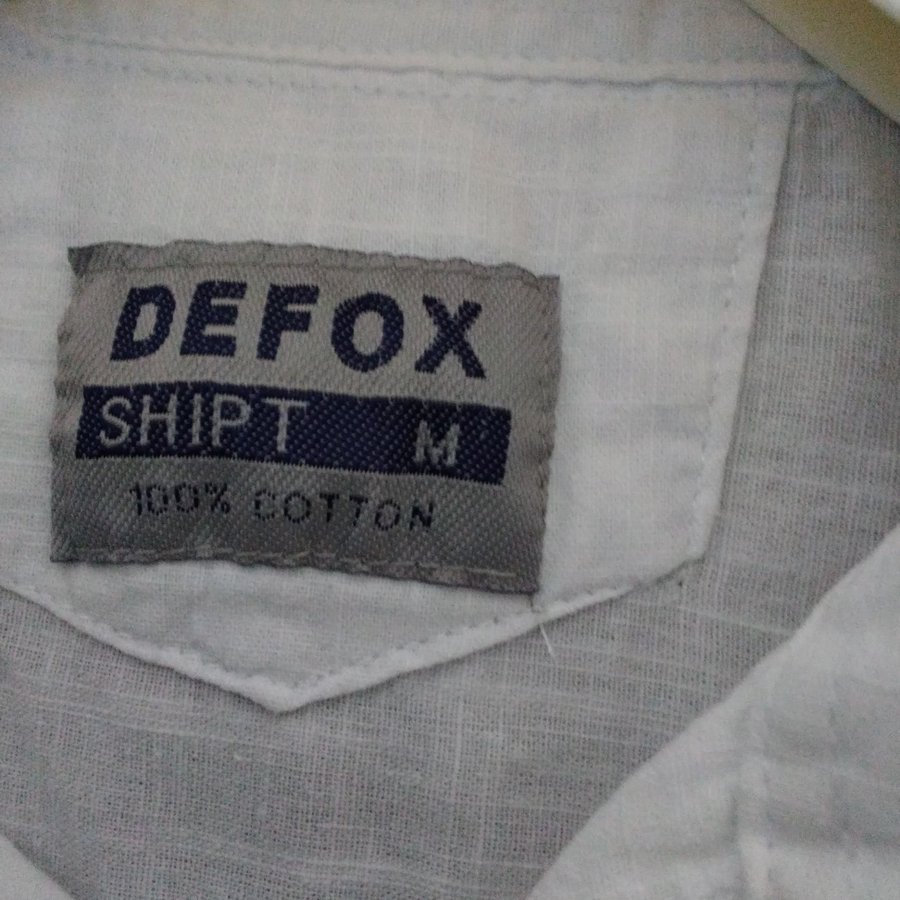 DEFOX
SHIPT M
100% COTTON